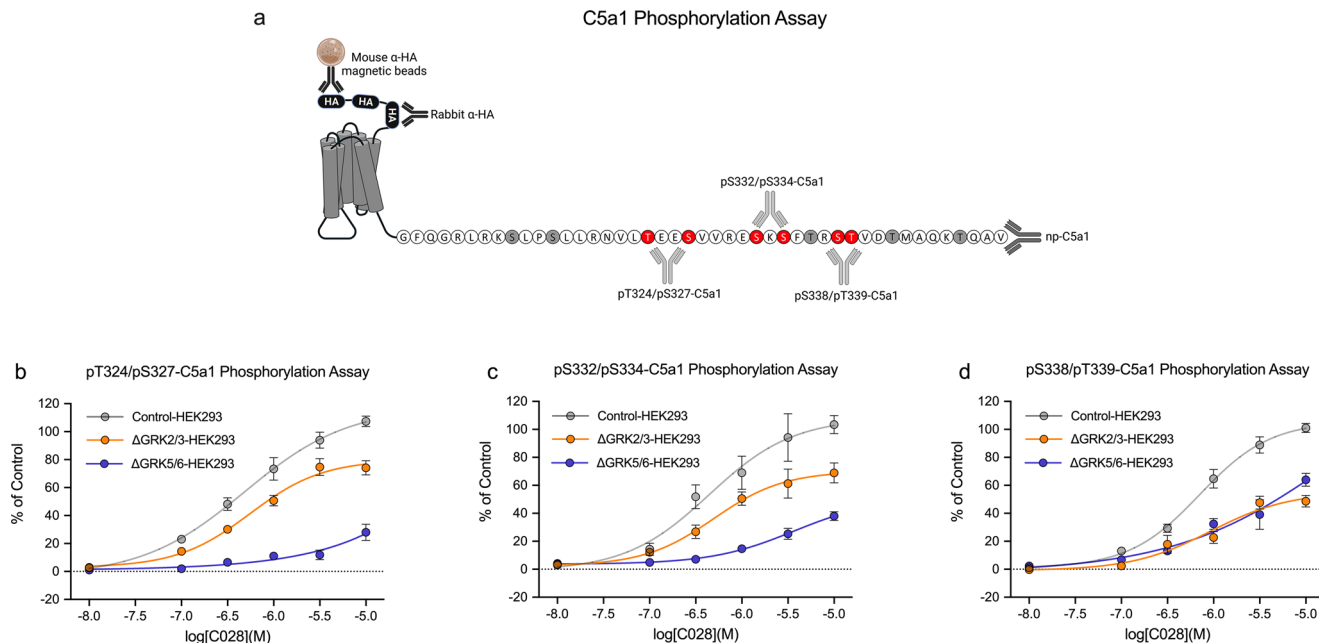 a
C5a1 Phosphorylation Assay
Mouse α-HA
magnetic beads
HA HA
HA
Rabbit α-HA
pS332/pS334-C5a1
G F Q G R L R K S L P S L L R N V L T E E S V V R E S K S F T R S T V D T M A Q K T Q A V
np-C5a1
pT324/pS327-C5a1
pS338/pT339-C5a1
b
pT324/pS327-C5a1 Phosphorylation Assay
% of Control
120
100
80
60
40
20
0
-20
Control-HEK293
ΔGRK2/3-HEK293
ΔGRK5/6-HEK293
-8.0 -7.5 -7.0 -6.5 -6.0 -5.5 -5.0
log[C028](M)
c
pS332/pS334-C5a1 Phosphorylation Assay
% of Control
120
100
80
60
40
20
0
-20
Control-HEK293
ΔGRK2/3-HEK293
ΔGRK5/6-HEK293
-8.0 -7.5 -7.0 -6.5 -6.0 -5.5 -5.0
log[C028](M)
d
pS338/pT339-C5a1 Phosphorylation Assay
% of Control
120
100
80
60
40
20
0
-20
Control-HEK293
ΔGRK2/3-HEK293
ΔGRK5/6-HEK293
-8.0 -7.5 -7.0 -6.5 -6.0 -5.5 -5.0
log[C028](M)